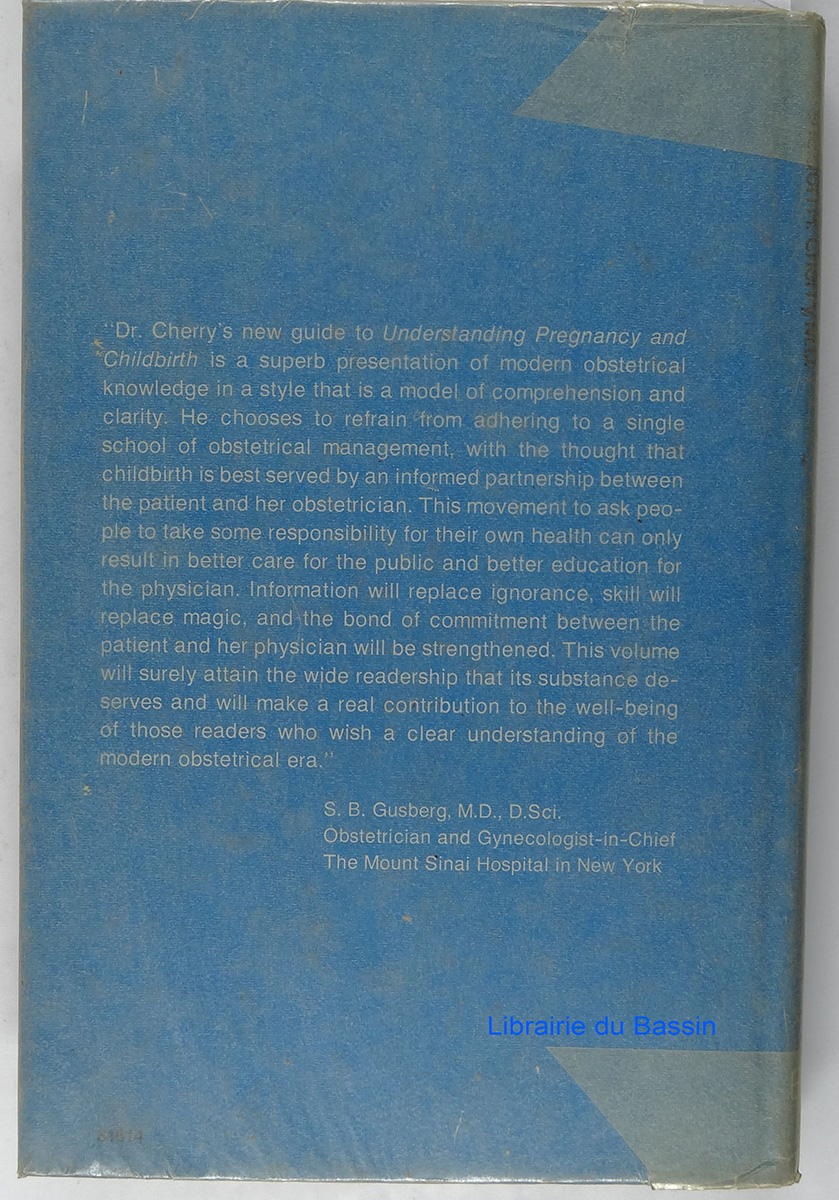 "Dr. Cherry's new guide to Understanding Pregnancy and
Childbirth is a superb presentation of modern obstetrical
knowledge in a style that is a model of comprehension and
clarity. He chooses to refrain from adhering to a single
school of obstetrical management, with the thought that
childbirth is best served by an informed partnership between
the patient and her obstetrician. This movement to ask peo-
ple to take some responsibility for their own health can only
result in better care for the public and better education for
the physician. Information will replace ignorance, skill will
replace magic, and the bond of commitment between the
patient and her physician will be strengthened. This volume
will surely attain the wide readership that its substance de-
serves and will make a real contribution to the well-being
of those readers who wish a clear understanding of the
modern obstetrical era."
S. B. Gusberg, M.D., D.Sci.
Obstetrician and Gynecologist-in-Chief
The Mount Sinai Hospital in New York
Librairie du Bassin